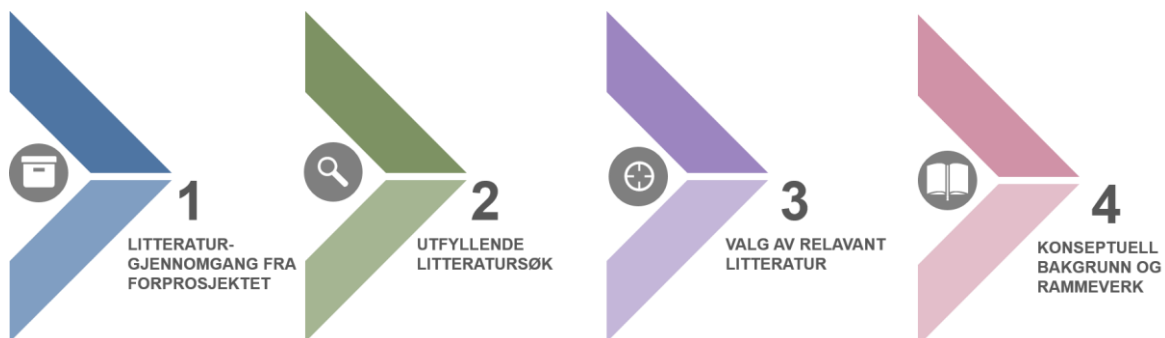 1
LITTERATUR-
GJENNOMGANG FRA
FORPROSJEKTET
2
UTFYLLENDE
LITTERATURSØK
3
VALG AV RELAVANT
LITTERATUR
4
KONSEPTUELL
BAKGRUNN OG
RAMMEVERK